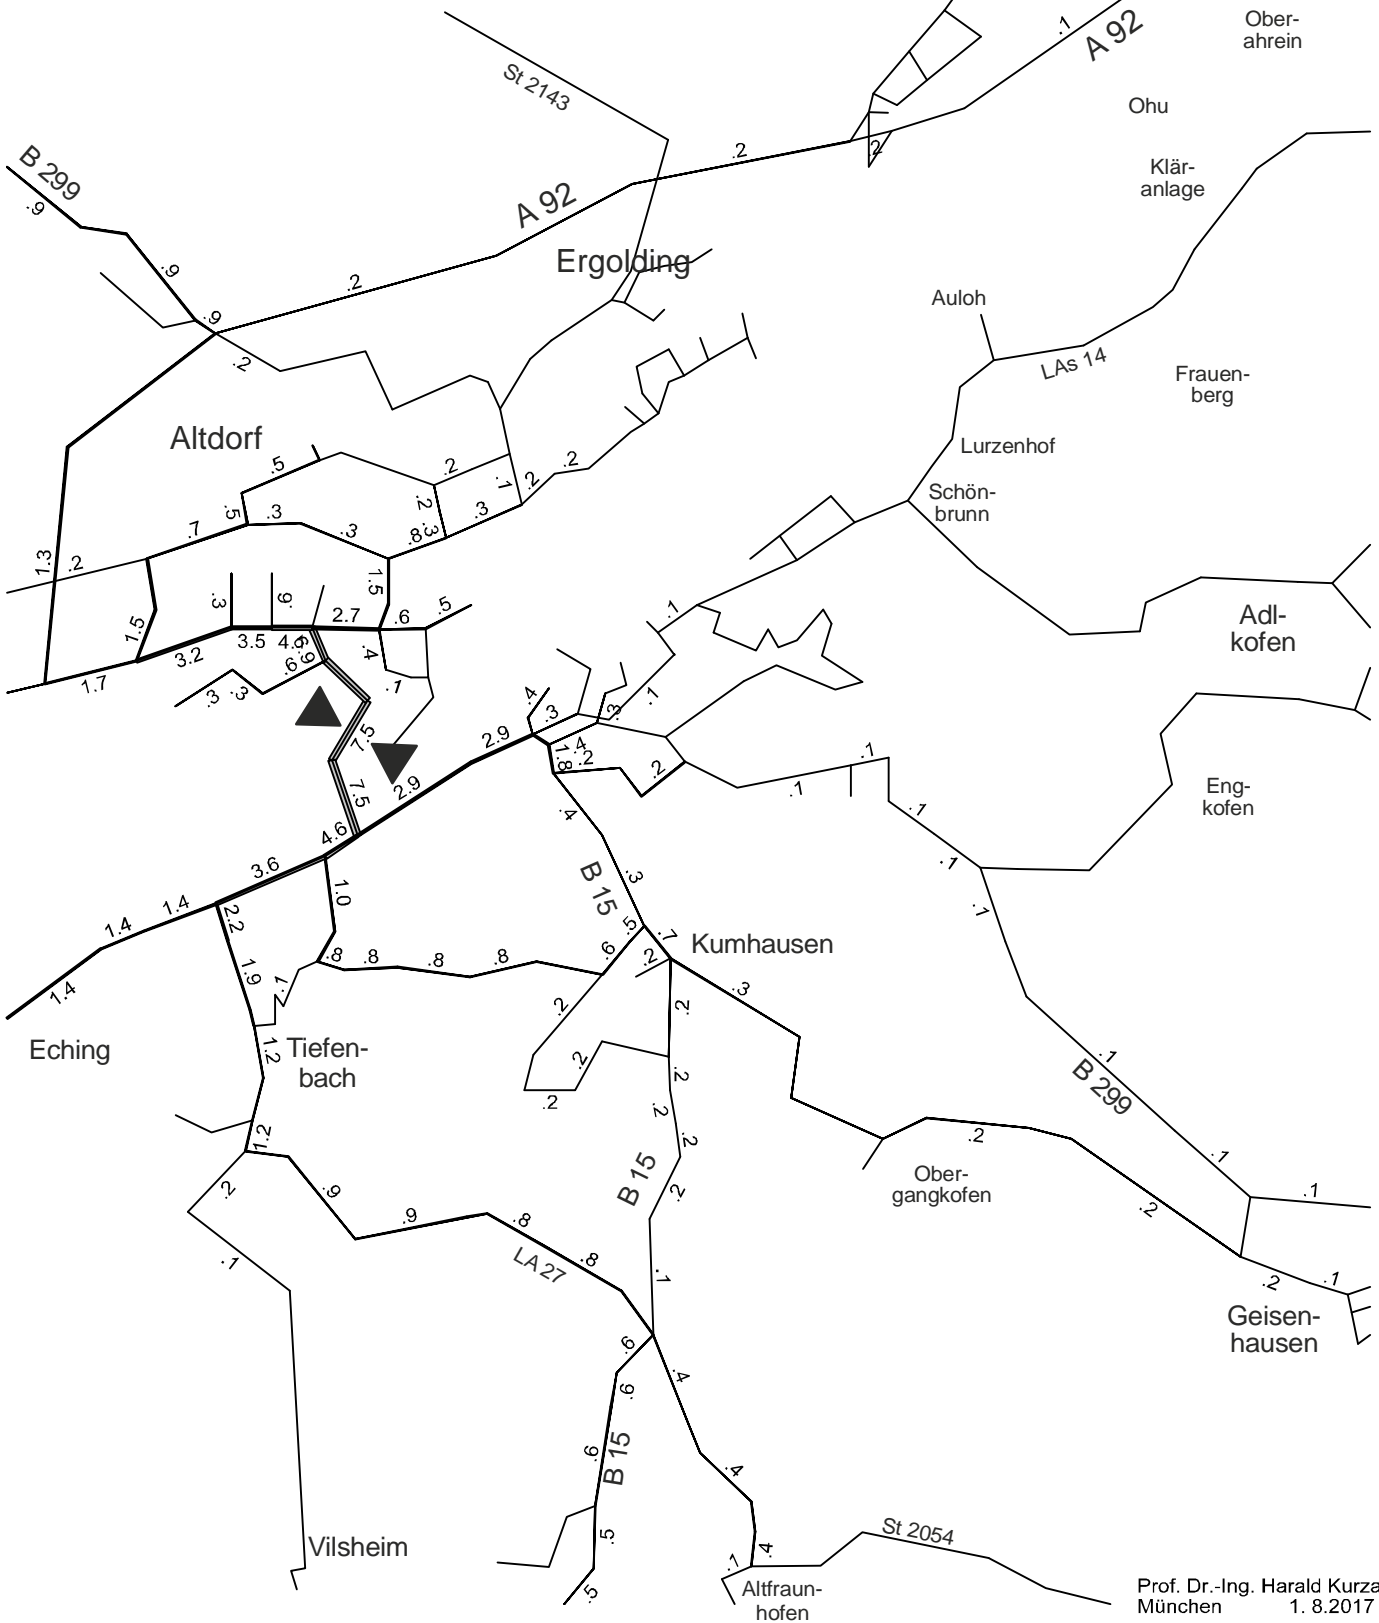 Ober-
ahrein
.1
A 92
St 2143
Ohu
.2
.2
B 299
.9
Klär-
anlage
A 92
Ergolding
.9
.2
.9
.2
Auloh
LAs 14
Frauen-
berg
Altdorf
Lurzenhof
Schön-
brunn
.5
.2
.2
.1
.2
.5
.3
.2
.3
.3
.7
.3
.8
1.3
.2
1.5
.3
.9
2.7
.6
.5
.1
Adl-
kofen
1.5
3.2
3.5
4.6
6.9
.4
.6
.1
1.7
.3
.3
.4
.3
.3
.1
7.5
2.9
.4
1.8
.2
.2
.1
.1
7.5
2.9
Eng-
kofen
.4
.1
4.6
3.6
1.0
B 15
.3
.1
1.4
1.4
2.2
.5
.7
Kumhausen
.1
1.4
1.9
.1
.8
.8
.8
.8
.6
.2
.3
.2
.2
Eching
1.2
Tiefen-
bach
.2
.2
.2
.2
.1
B 299
1.2
.2
B 15
.2
.2
.1
.2
.9
Ober-
gangkofen
.1
.9
.8
.2
.1
LA 27
.8
.1
.2
.1
Geisen-
hausen
.6
.4
.6
.6
B 15
.4
Vilsheim
.5
.4
St 2054
.5
.1
Altfraun-
hofen
Prof. Dr.-Ing. Harald Kurza
München 1. 8.2017